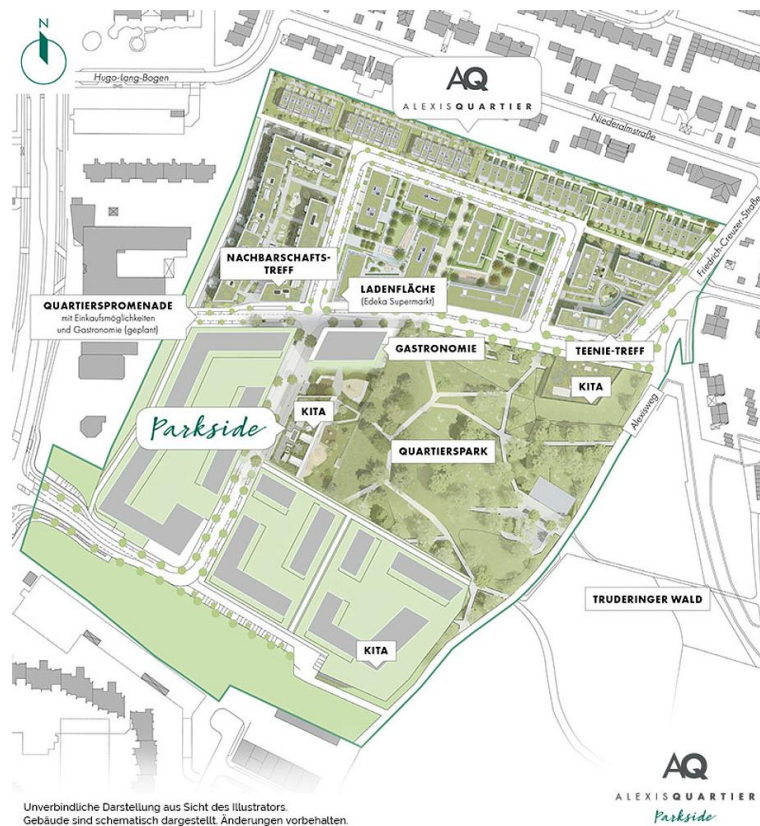 N
Hugo-Lang-Bogen
AQ
ALEXISQUARTIER
Niederalmstraße
Friedrich-Creuzer-Straße
NACHBARSCHAFTS-
TREFF
LADENFLÄCHE
(Edeka Supermarkt)
QUARTIERSPROMENADE
mit Einkaufsmöglichkeiten
und Gastronomie (geplant)
GASTRONOMIE
TEENIE-TREFF
KITA
Alexisweg
KITA
Parkside
QUARTIERSPARK
TRUDERINGER WALD
KITA
AQ
ALEXISQUARTIER
Parkside
Unverbindliche Darstellung aus Sicht des Illustrators.
Gebäude sind schematisch dargestellt. Änderungen vorbehalten.